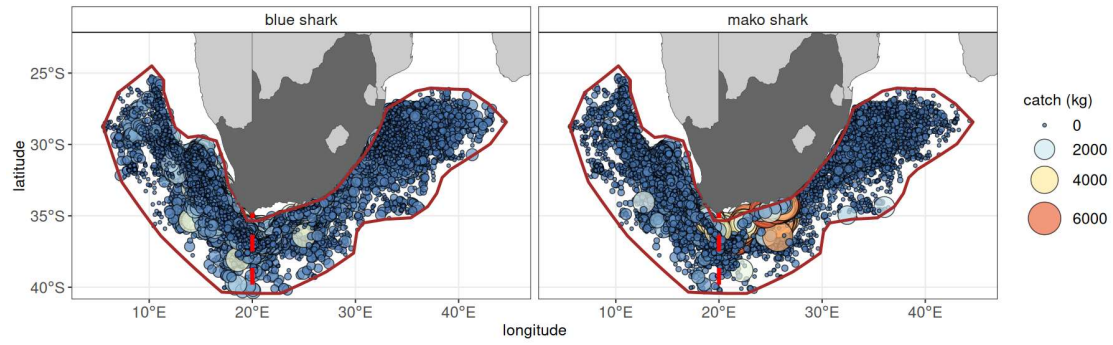 blue shark
mako shark
25°S
30°S
35°S
40°S
latitude
10°E
20°E
30°E
40°E
10°E
20°E
30°E
40°E
longitude
catch (kg)
0
2000
4000
6000